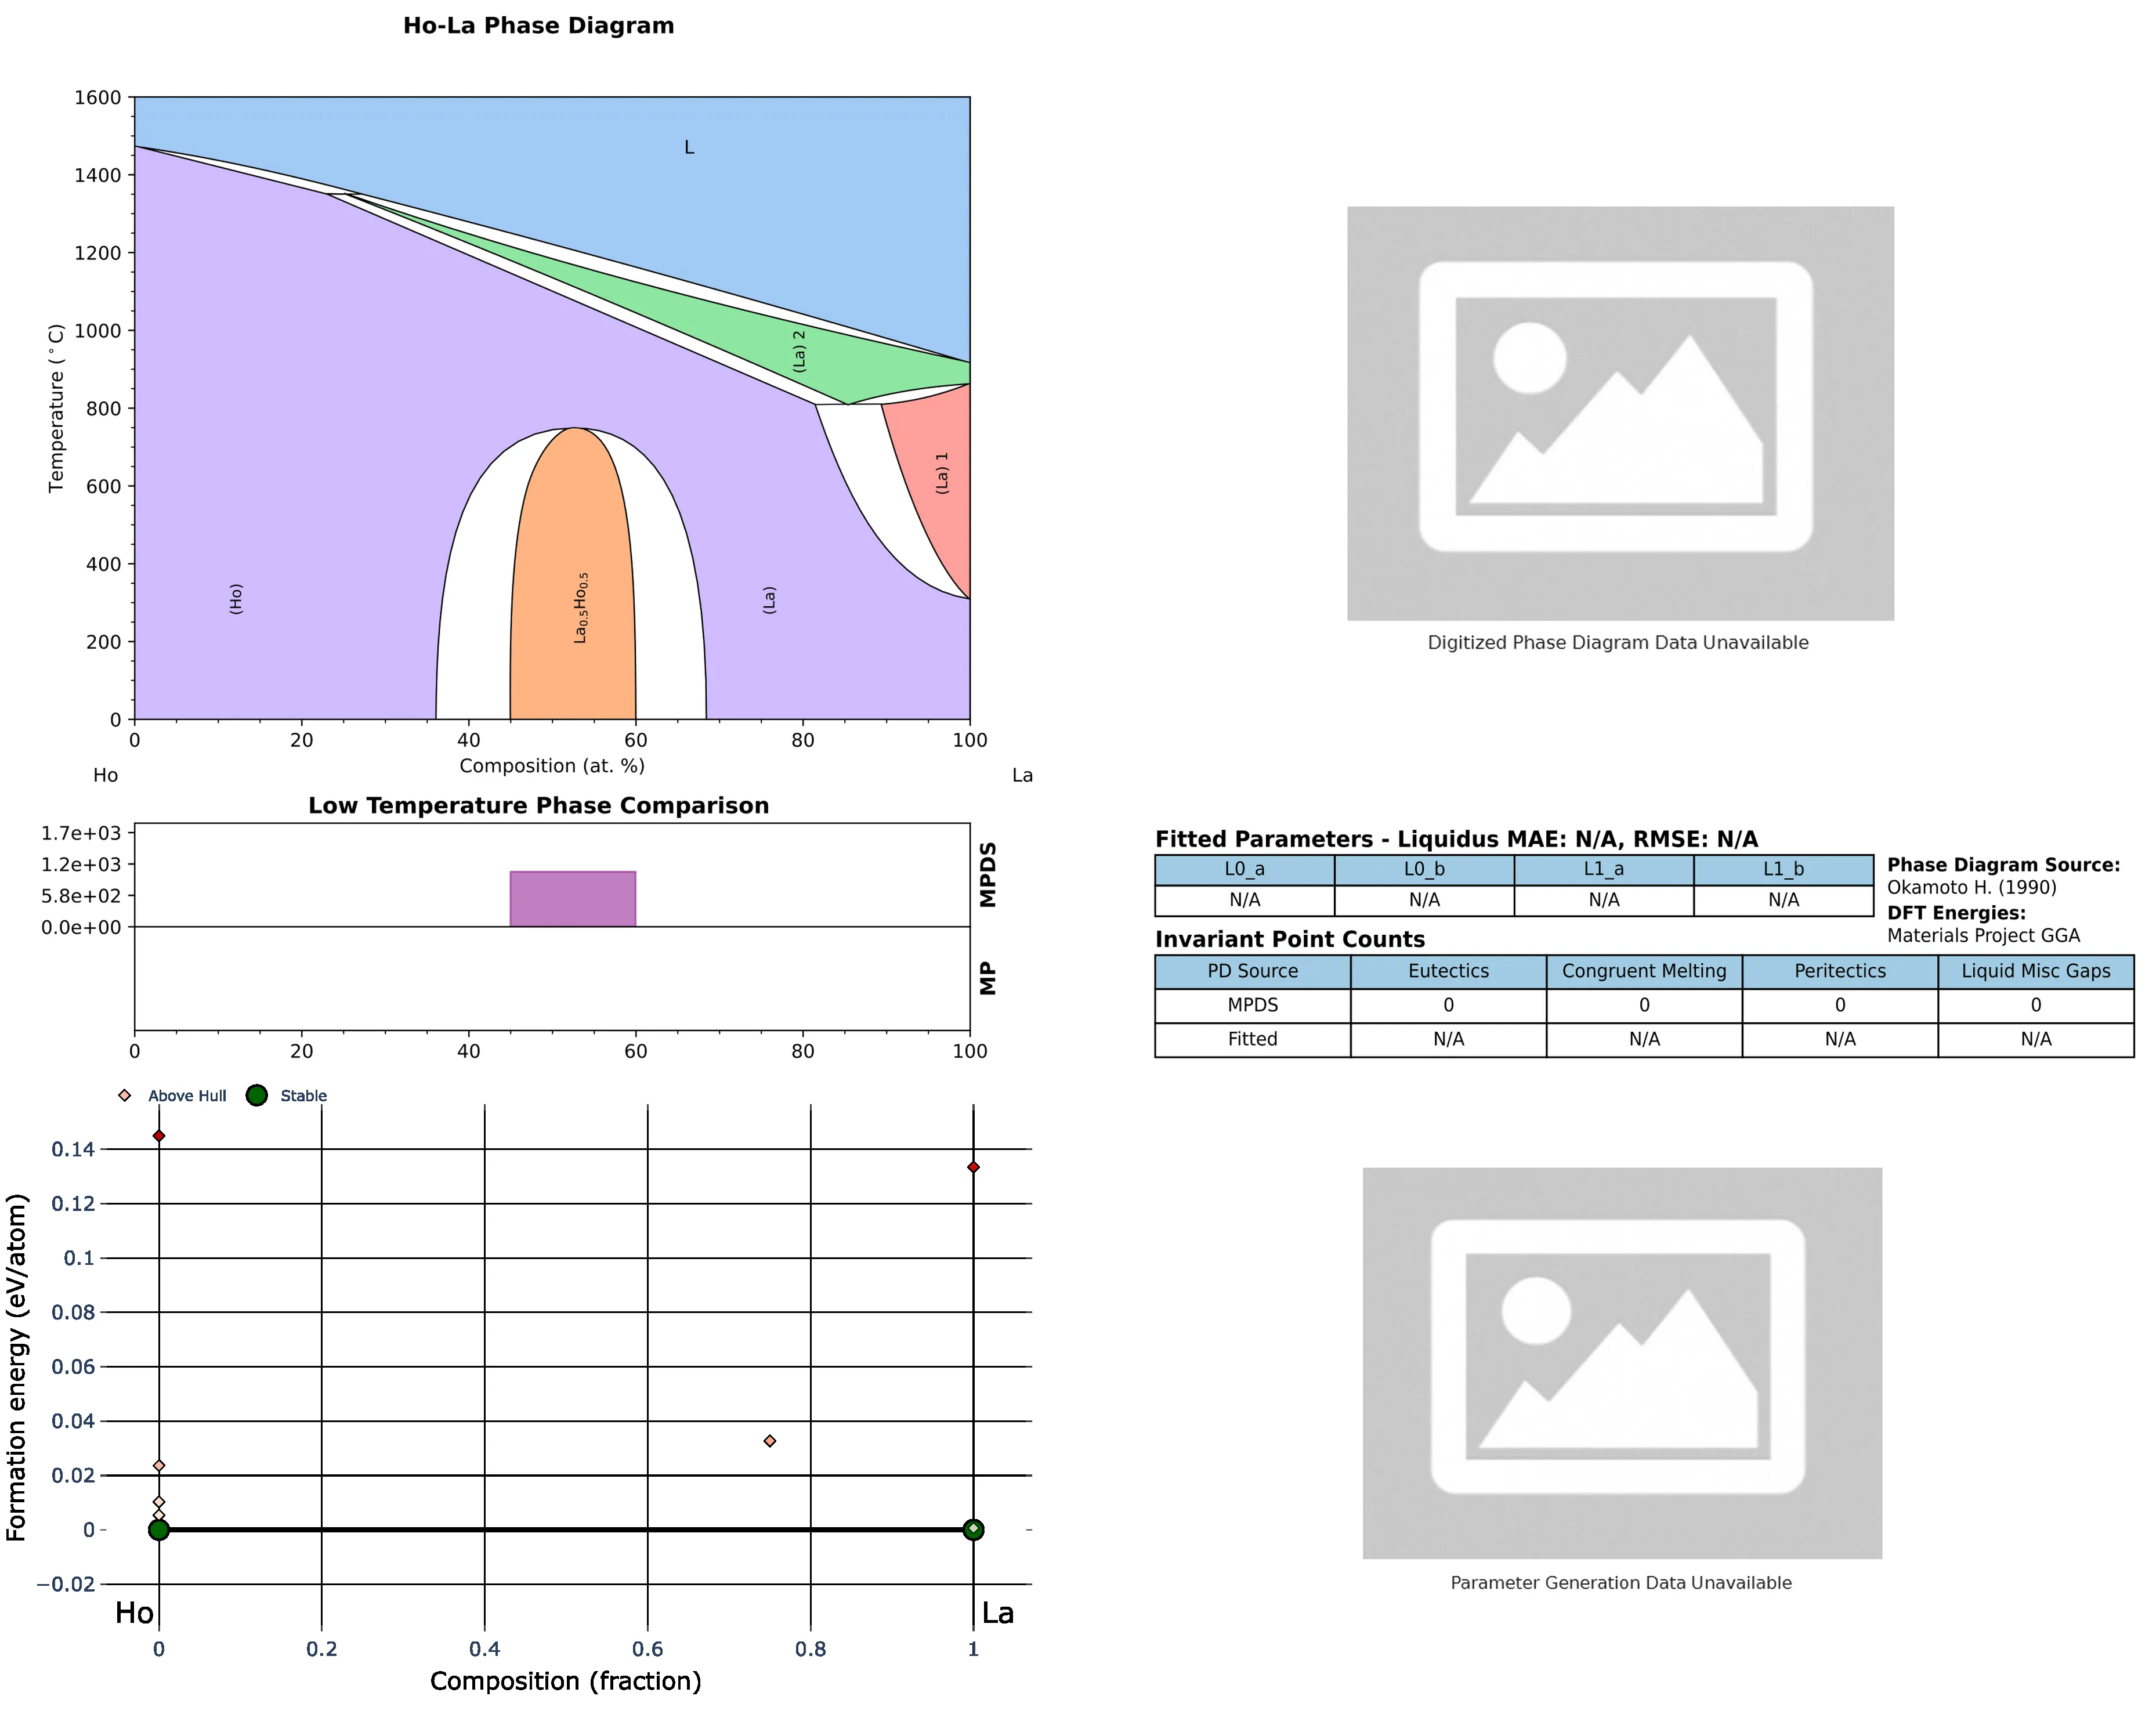 Ho-La Phase Diagram
1600
1400
1200
1000
800
600
400
200
0
Temperature (°C)
L
(La) 2
(La) 1
(Ho)
La0.5Ho0.5
(La)
0 20 40 60 80 100
Composition (at. %)
Ho La
Digitized Phase Diagram Data Unavailable
Low Temperature Phase Comparison
1.7e+03
1.2e+03
5.8e+02
0.0e+00
MPDS
MP
0 20 40 60 80 100
Fitted Parameters - Liquidus MAE: N/A, RMSE: N/A
L0_a L0_b L1_a L1_b
N/A N/A N/A N/A
Phase Diagram Source:
Okamoto H. (1990)
DFT Energies:
Materials Project GGA
Invariant Point Counts
PD Source Eutectics Congruent Melting Peritectics Liquid Misc Gaps
MPDS 0 0 0 0
Fitted N/A N/A N/A N/A
Above Hull Stable
0.14
0.12
0.1
0.08
0.06
0.04
0.02
0
−0.02
Formation energy (eV/atom)
Ho La
0 0.2 0.4 0.6 0.8 1
Composition (fraction)
Parameter Generation Data Unavailable